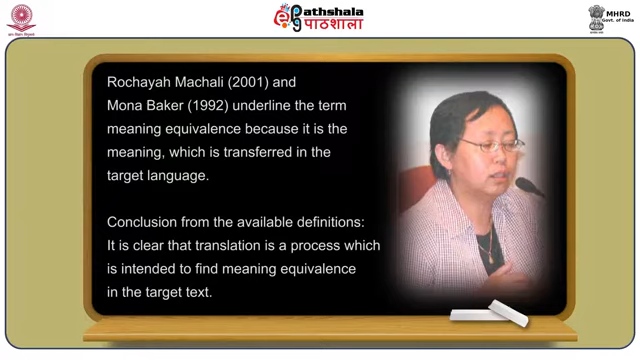 Pathshala
पाठशाला
MHRD
Govt. of India
Rochayah Machali (2001) and
Mona Baker (1992) underline the term
meaning equivalence because it is the
meaning, which is transferred in the
target language.
Conclusion from the available definitions:
It is clear that translation is a process which
is intended to find meaning equivalence
in the target text.